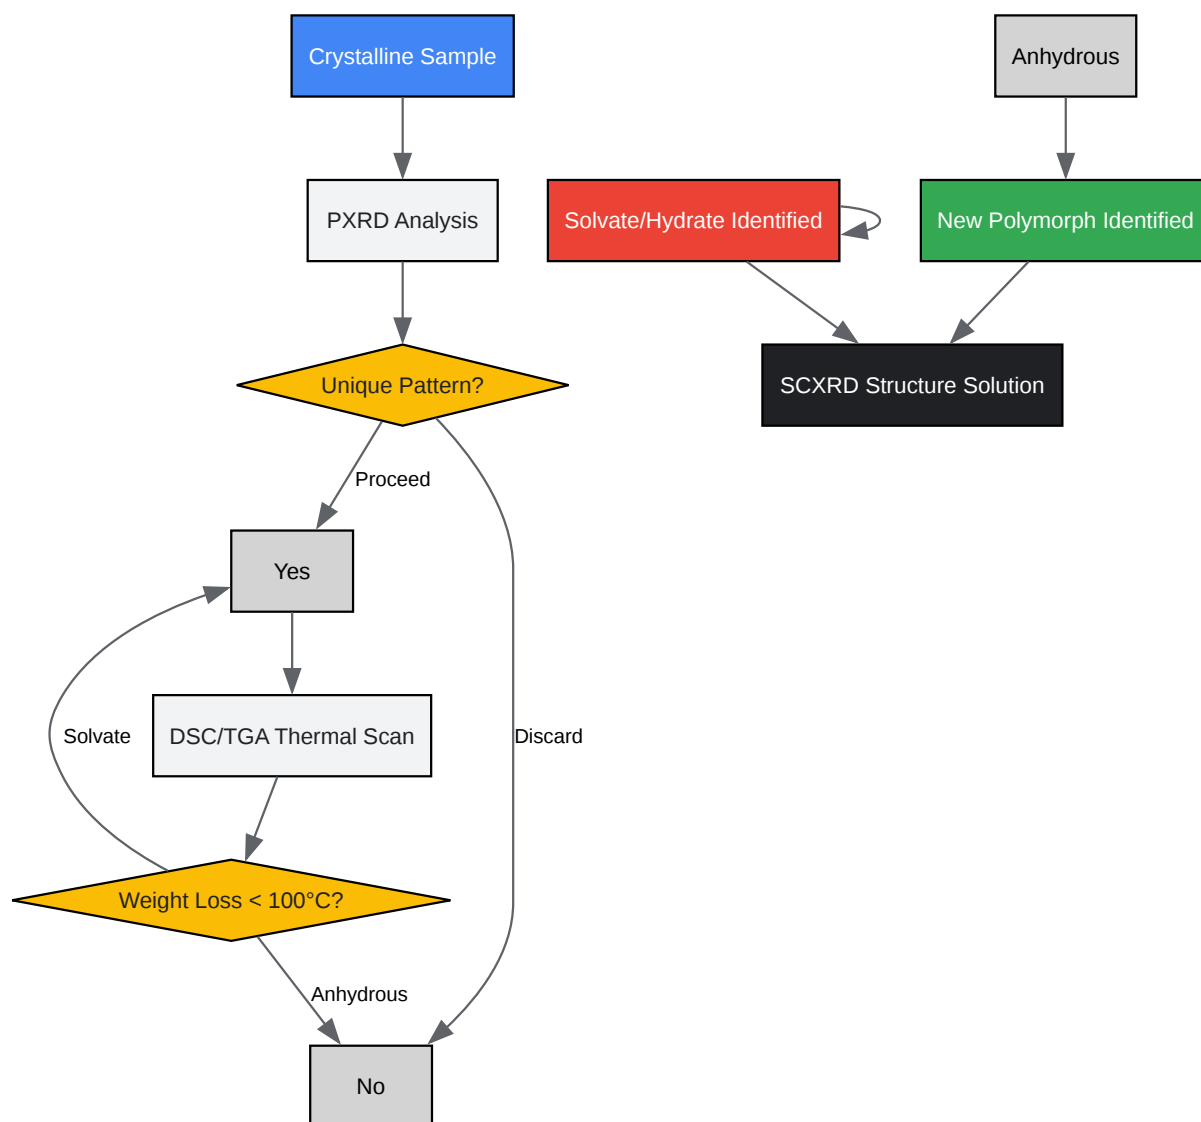 Crystalline Sample
Anhydrous
PXRD Analysis
Solvate/Hydrate Identified
New Polymorph Identified
Unique Pattern?
SCXRD Structure Solution
Proceed
Yes
Solvate
DSC/TGA Thermal Scan
Discard
Weight Loss < 100°C?
Anhydrous
No